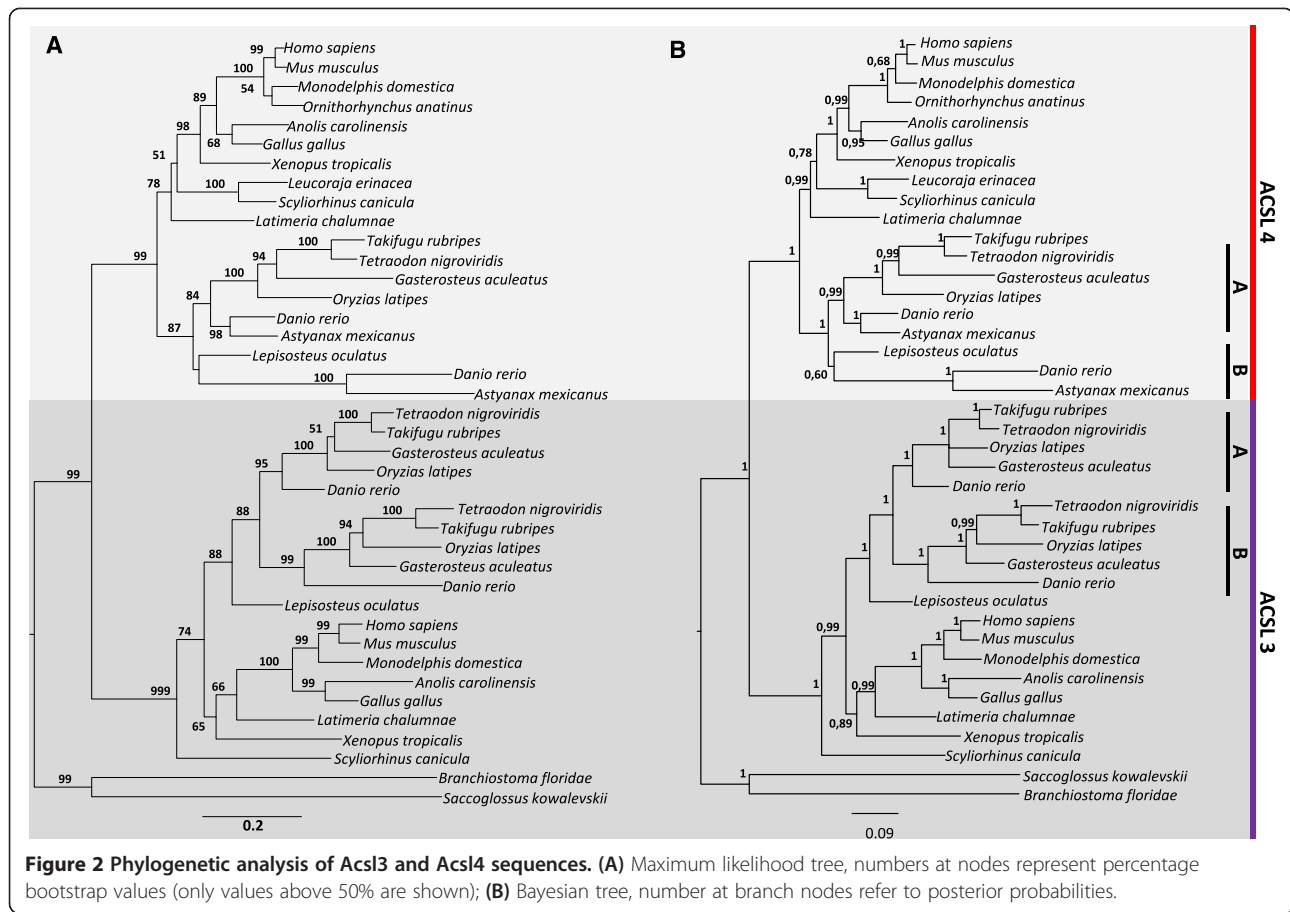 A
99
Homo sapiens
Mus musculus
100
54
Monodelphis domestica
Ornithorhynchus anatinus
89
Anolis carolinensis
68
Gallus gallus
98
Xenopus tropicalis
51
100
Leucoraja erinacea
Scyliorhinus canicula
78
Latimeria chalumnae
99
100
Takifugu rubripes
Tetraodon nigroviridis
94
Gasterosteus aculeatus
100
Oryzias latipes
84
Danio rerio
98
Astyanax mexicanus
87
Lepisosteus oculatus
100
Danio rerio
Astyanax mexicanus
99
100
Tetraodon nigroviridis
Takifugu rubripes
51
Gasterosteus aculeatus
100
Oryzias latipes
95
Danio rerio
88
100
Tetraodon nigroviridis
Takifugu rubripes
94
Oryzias latipes
100
Gasterosteus aculeatus
99
Danio rerio
88
Lepisosteus oculatus
74
99
Homo sapiens
Mus musculus
99
Monodelphis domestica
100
Anolis carolinensis
99
Gallus gallus
66
Latimeria chalumnae
65
Xenopus tropicalis
999
Scyliorhinus canicula
99
Branchiostoma floridae
Saccoglossus kowalevskii
0.2
B
1
Homo sapiens
Mus musculus
0,68
Monodelphis domestica
1
Ornithorhynchus anatinus
0,99
Anolis carolinensis
0,95
Gallus gallus
1
Xenopus tropicalis
0,78
1
Leucoraja erinacea
Scyliorhinus canicula
0,99
Latimeria chalumnae
1
1
Takifugu rubripes
Tetraodon nigroviridis
0,99
Gasterosteus aculeatus
1
Oryzias latipes
0,99
Danio rerio
1
Astyanax mexicanus
1
Lepisosteus oculatus
0,60
1
Danio rerio
Astyanax mexicanus
1
1
Takifugu rubripes
Tetraodon nigroviridis
1
Oryzias latipes
Gasterosteus aculeatus
1
Danio rerio
1
1
Tetraodon nigroviridis
Takifugu rubripes
0,99
Oryzias latipes
1
Gasterosteus aculeatus
1
Danio rerio
1
Lepisosteus oculatus
0,99
1
Homo sapiens
Mus musculus
1
Monodelphis domestica
1
Anolis carolinensis
1
Gallus gallus
0,99
Latimeria chalumnae
0,89
Xenopus tropicalis
1
Scyliorhinus canicula
1
Saccoglossus kowalevskii
Branchiostoma floridae
0.09
ACSL 4
A
B
A
B
ACSL 3
Figure 2 Phylogenetic analysis of Acsl3 and Acsl4 sequences. (A) Maximum likelihood tree, numbers at nodes represent percentage
bootstrap values (only values above 50% are shown); (B) Bayesian tree, number at branch nodes refer to posterior probabilities.